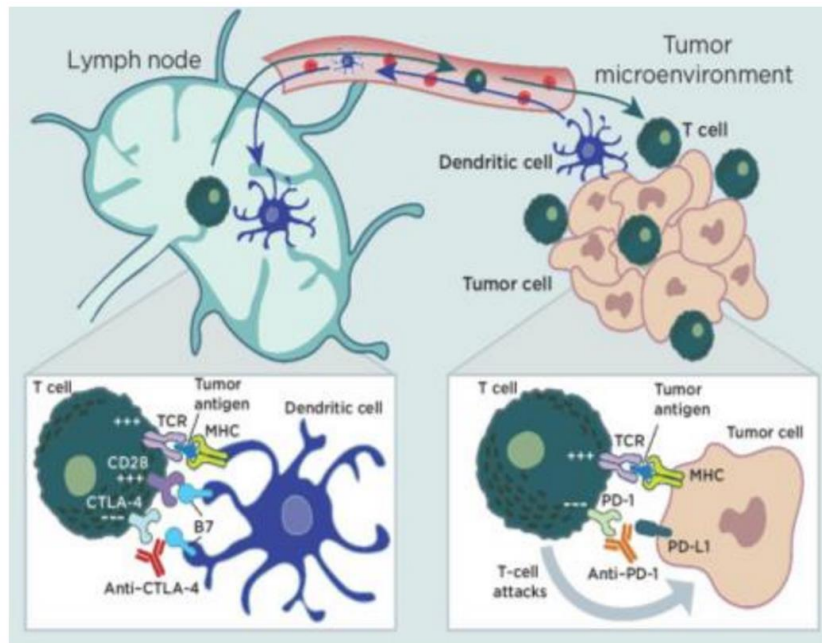 Lymph node
Tumor
microenvironment
T cell
Dendritic cell
Tumor cell
T cell
Tumor
antigen
Dendritic cell
+++
TCR
MHC
CD28
+++
CTLA-4
---
B7
Anti-CTLA-4
T cell
Tumor
antigen
Tumor cell
+++
TCR
MHC
---
PD-1
PD-L1
Anti-PD-1
T-cell
attacks